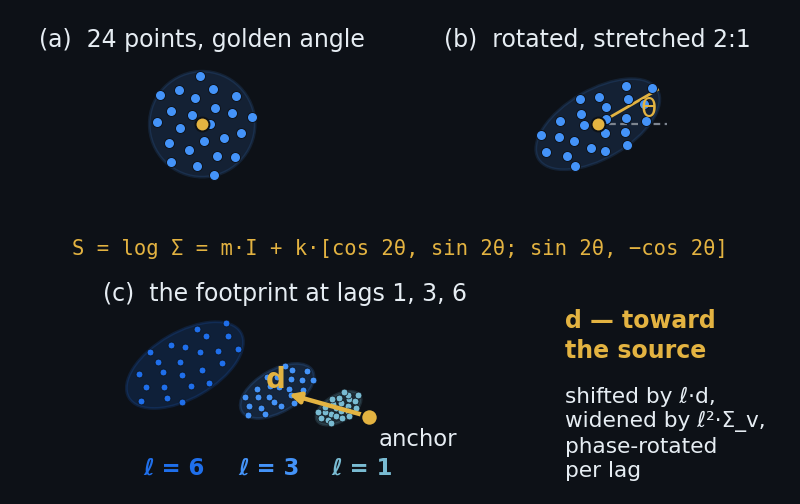 (a)  24 points, golden angle
(b)  rotated, stretched 2:1
θ
S = log Σ = m·I + k·[cos 2θ, sin 2θ; sin 2θ, −cos 2θ]
(c)  the footprint at lags 1, 3, 6
d
anchor
ℓ = 6
ℓ = 3
ℓ = 1
d — toward
the source
shifted by ℓ·d,
widened by ℓ²·Σ_v,
phase-rotated
per lag